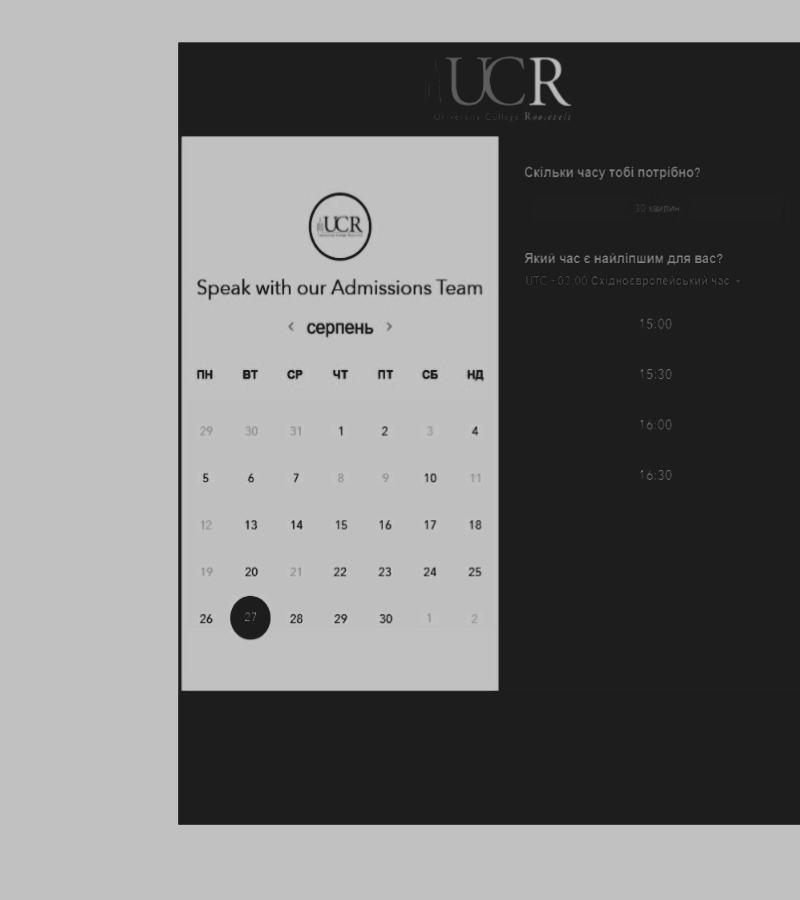 UCR
University College Roosevelt
UCR
Speak with our Admissions Team
< серпень >
ПН ВТ СР ЧТ ПТ СБ НД
29 30 31 1 2 3 4
5 6 7 8 9 10 11
12 13 14 15 16 17 18
19 20 21 22 23 24 25
26 27 28 29 30 1 2
Скільки часу тобі потрібно?
30 хвилин
Який час є найліпшим для вас?
UTC +03:00 Східноєвропейський час
15:00
15:30
16:00
16:30